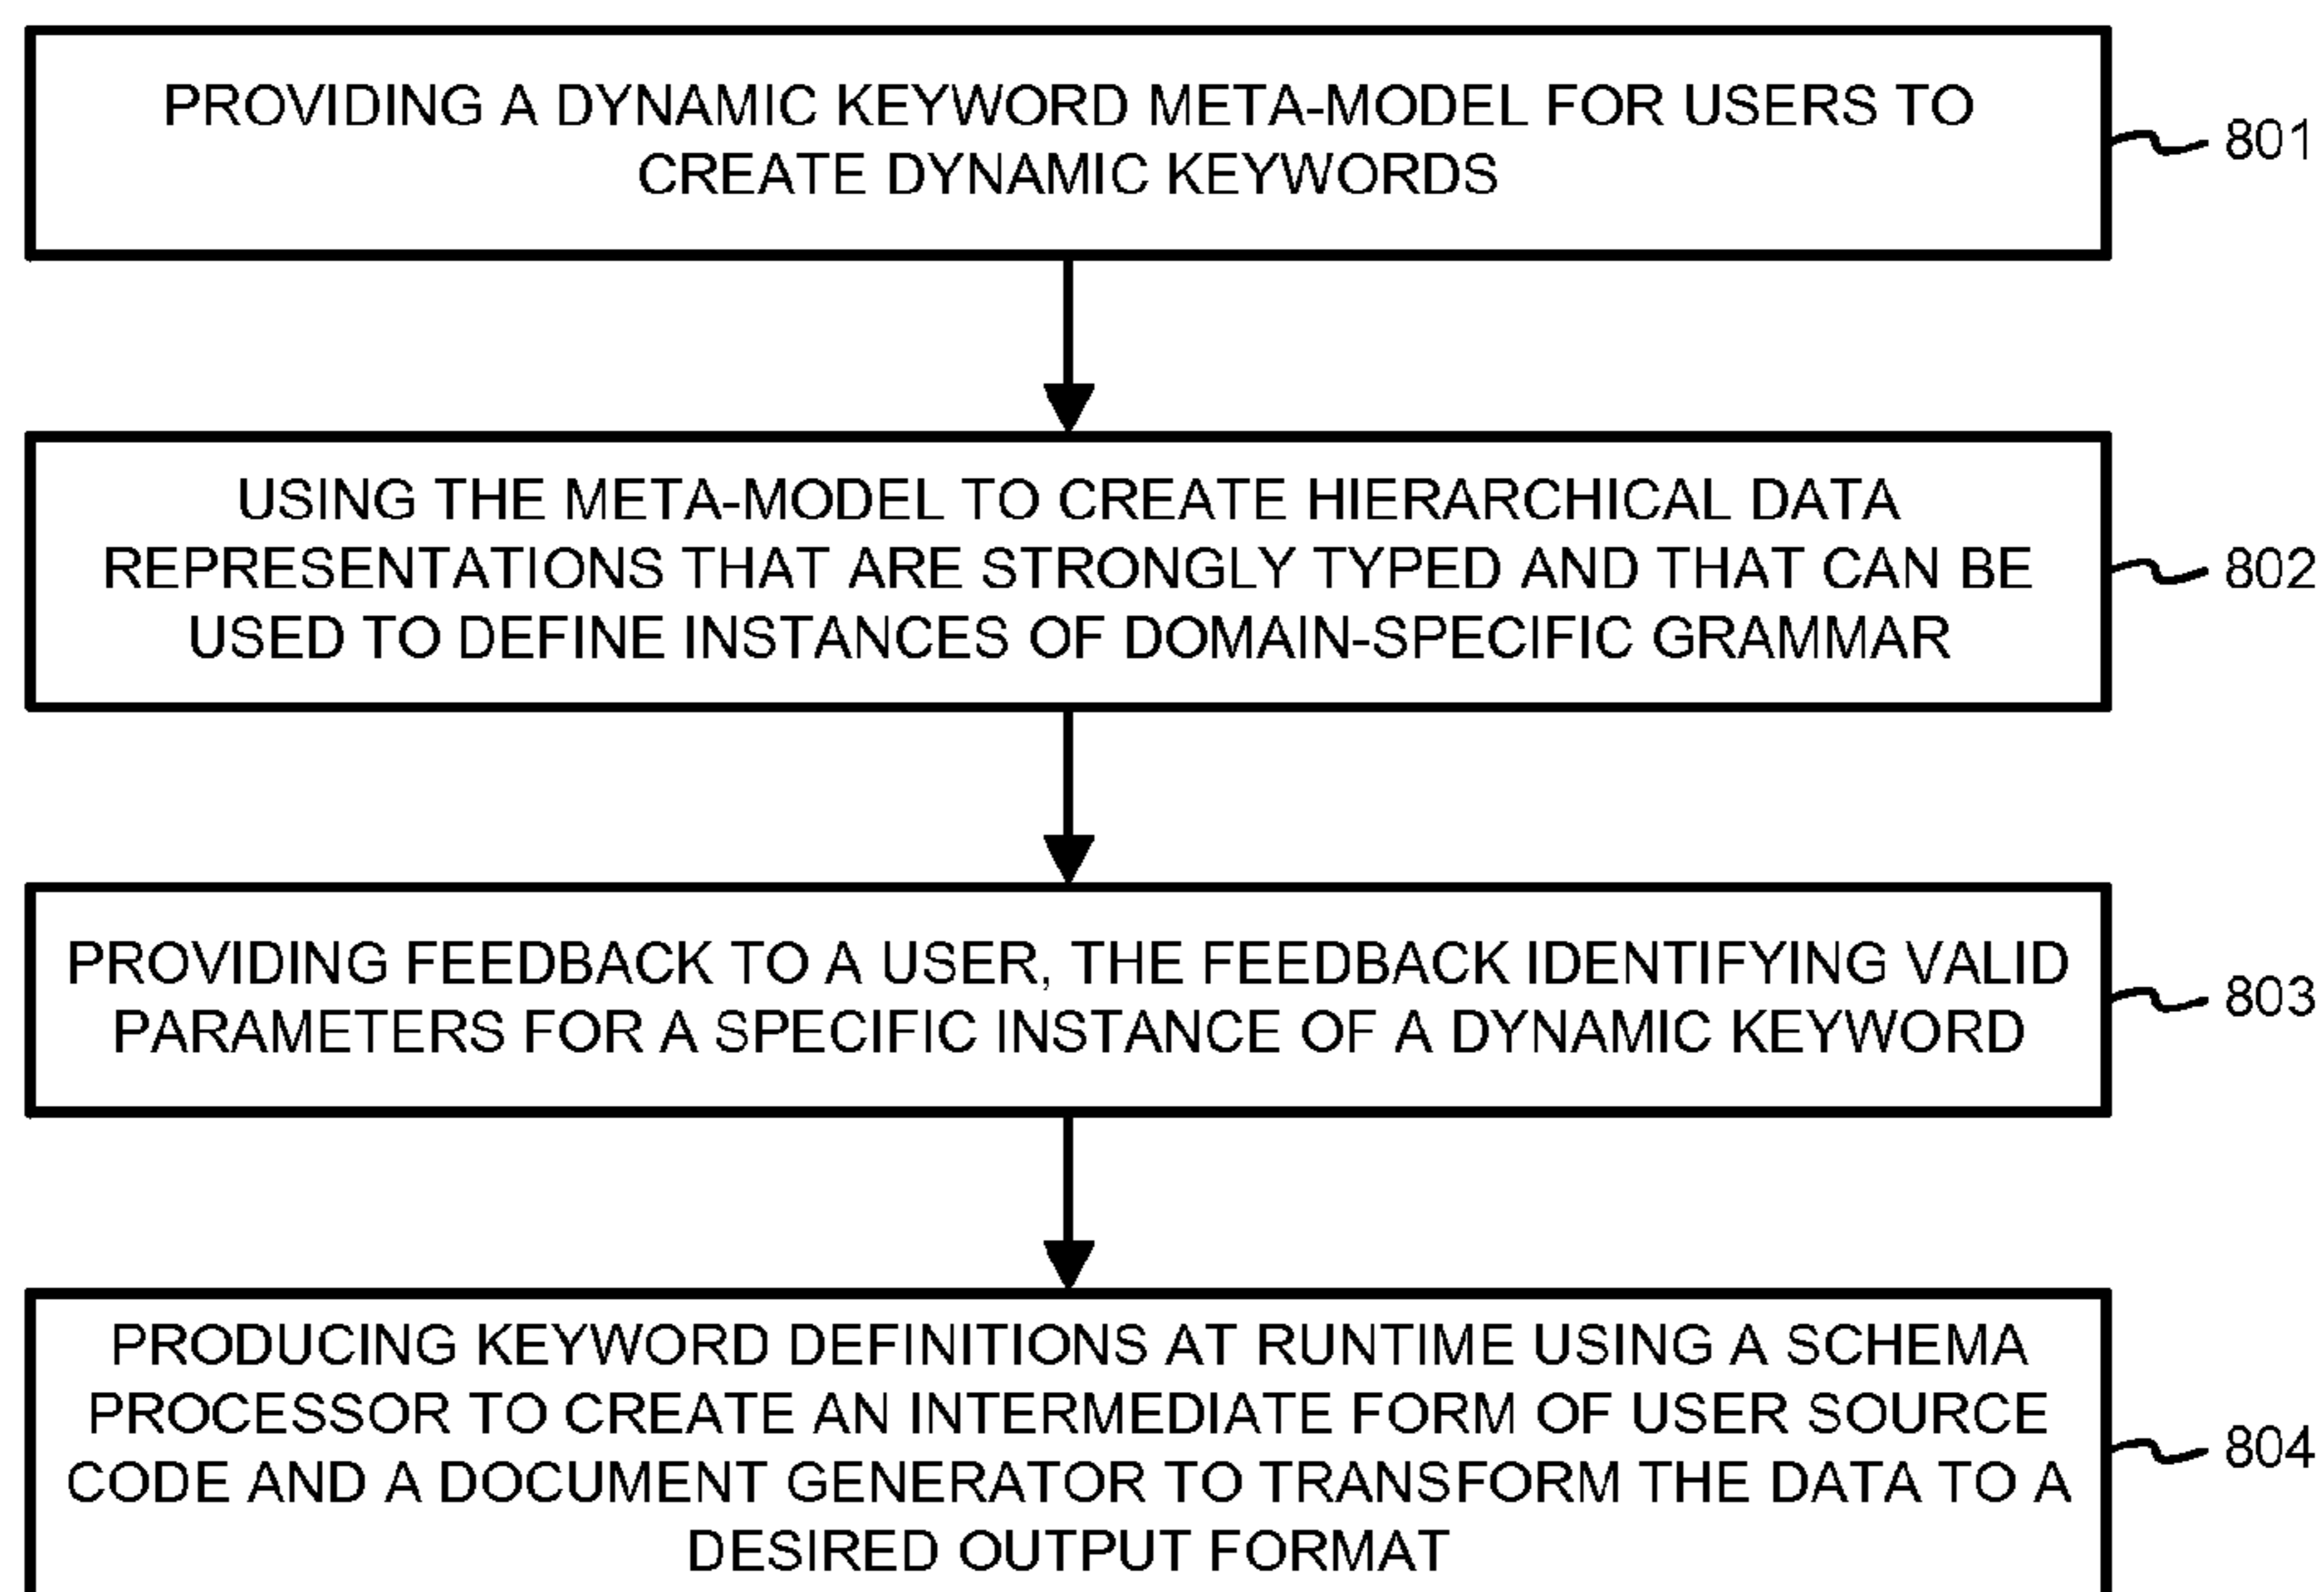 PROVIDING A DYNAMIC KEYWORD META-MODEL FOR USERS TO
CREATE DYNAMIC KEYWORDS
801
USING THE META-MODEL TO CREATE HIERARCHICAL DATA
REPRESENTATIONS THAT ARE STRONGLY TYPED AND THAT CAN BE
USED TO DEFINE INSTANCES OF DOMAIN-SPECIFIC GRAMMAR
802
PROVIDING FEEDBACK TO A USER, THE FEEDBACK IDENTIFYING VALID
PARAMETERS FOR A SPECIFIC INSTANCE OF A DYNAMIC KEYWORD
803
PRODUCING KEYWORD DEFINITIONS AT RUNTIME USING A SCHEMA
PROCESSOR TO CREATE AN INTERMEDIATE FORM OF USER SOURCE
CODE AND A DOCUMENT GENERATOR TO TRANSFORM THE DATA TO A
DESIRED OUTPUT FORMAT
804